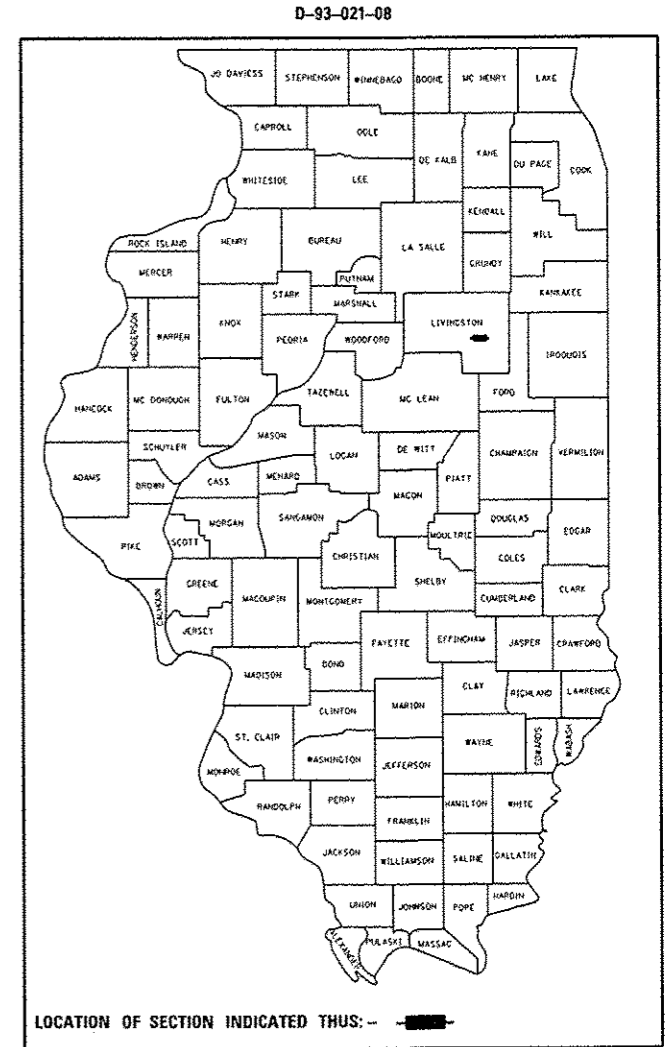 D-93-021-08
JO DAVIESS STEPHENSON WINNEBAGO BOONE MC HENRY LAKE
CARROLL OGLE
DE KALB KANE DU PAGE COOK
WHITESIDE LEE
KENDALL WILL
ROCK ISLAND HENRY BUREAU LA SALLE GRUNDY
MERCER PUTNAM KANKAKEE
STARK MARSHALL
HENDERSON WARREN KNOX PEORIA WOODFORD LIVINGSTON IROQUOIS
HANCOCK MC DONOUGH FULTON TAZEWELL MC LEAN FORD
SCHUYLER MASON LOGAN DE WITT CHAMPAIGN VERMILION
ADAMS BROWN CASS MENARD MACON PIATT
PIKE SCOTT MORGAN SANGAMON CHRISTIAN MOULTRIE DOUGLAS EDGAR
COLES
CALHOUN GREENE MACOUPIN MONTGOMERY SHELBY CUMBERLAND CLARK
JERSEY FAYETTE EFFINGHAM JASPER CRAWFORD
MADISON BOND CLAY RICHLAND LAWRENCE
CLINTON MARION
ST. CLAIR WAYNE EDWARDS WABASH
MONROE WASHINGTON JEFFERSON
RANDOLPH PERRY HAMILTON WHITE
FRANKLIN
JACKSON WILLIAMSON SALINE GALLATIN
UNION JOHNSON POPE HARDIN
ALEXANDER PULASKI MASSAC
LOCATION OF SECTION INDICATED THUS: -